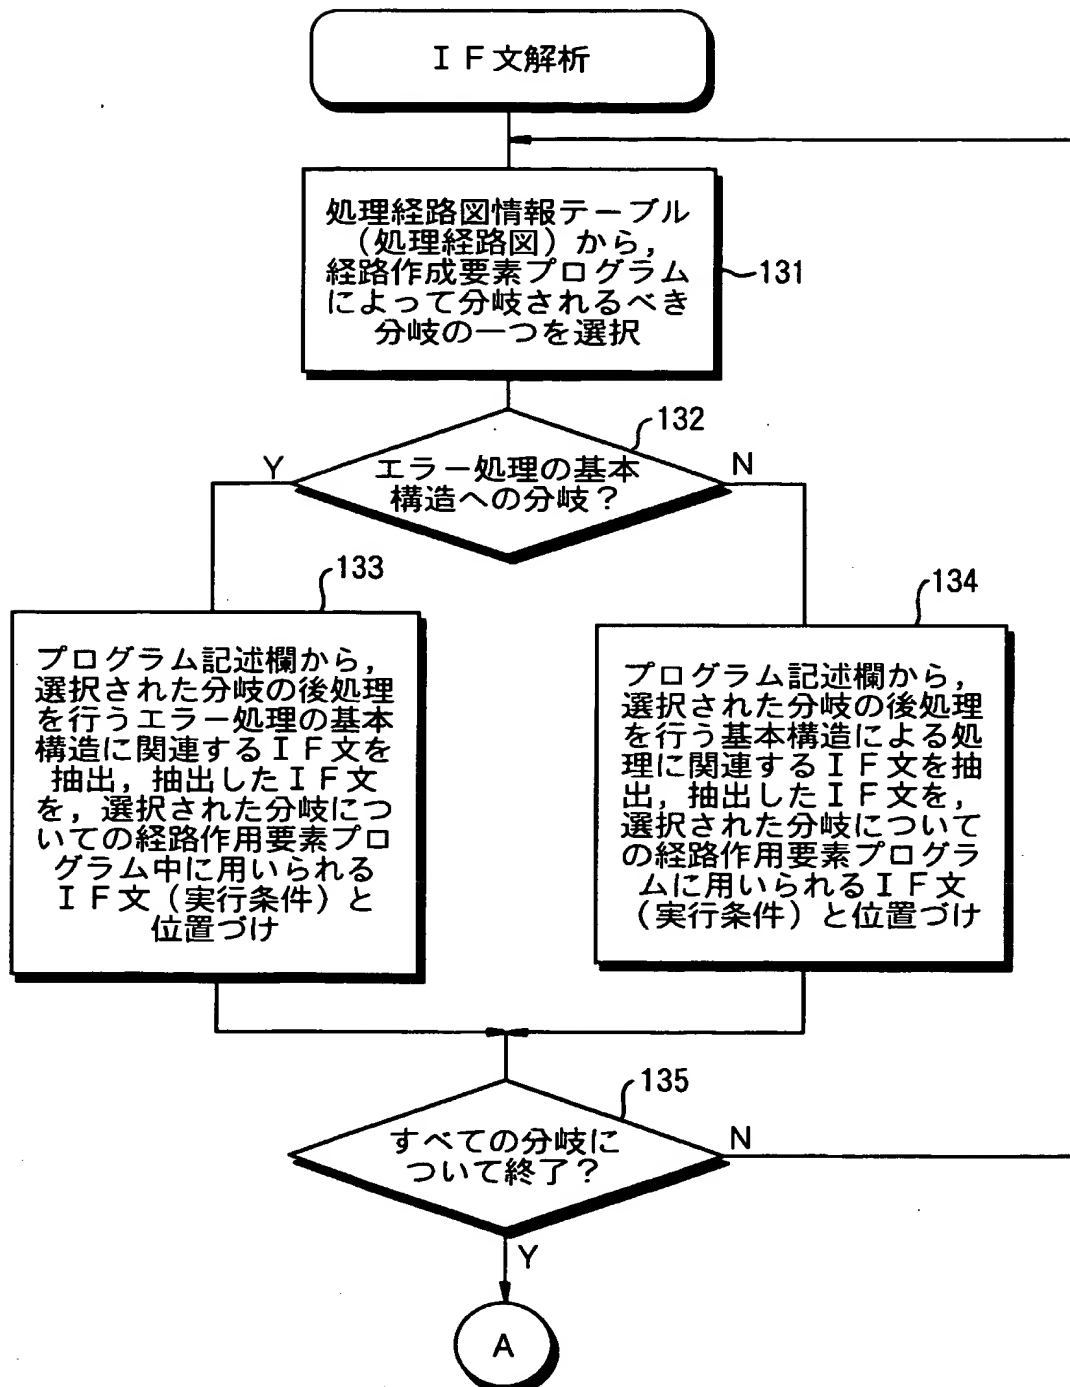 ＩＦ文解析
処理経路図情報テーブル
（処理経路図）から，
経路作成要素プログラム
によって分岐されるべき
分岐の一つを選択
131
132
エラー処理の基本
構造への分岐？
Y
N
133
プログラム記述欄から，
選択された分岐の後処理
を行うエラー処理の基本
構造に関連するＩＦ文を
抽出，抽出したＩＦ文
を，選択された分岐につ
いての経路作用要素プロ
グラム中に用いられる
ＩＦ文（実行条件）と
位置づけ
134
プログラム記述欄から，
選択された分岐の後処理
を行う基本構造による処
理に関連するＩＦ文を抽
出，抽出したＩＦ文を，
選択された分岐について
の経路作用要素プログラ
ムに用いられるＩＦ文
（実行条件）と位置づけ
135
すべての分岐に
ついて終了？
N
Y
A